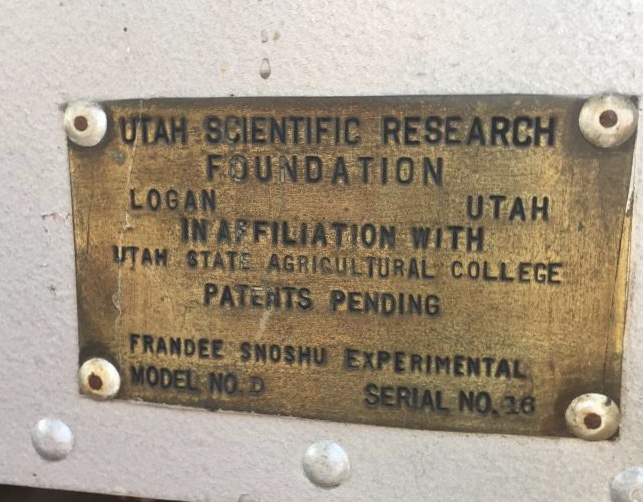 UTAH SCIENTIFIC RESEARCH
FOUNDATION
LOGAN UTAH
IN AFFILIATION WITH
UTAH STATE AGRICULTURAL COLLEGE
PATENTS PENDING
FRANDEE SNOSHU EXPERIMENTAL
MODEL NO. D SERIAL NO. 16